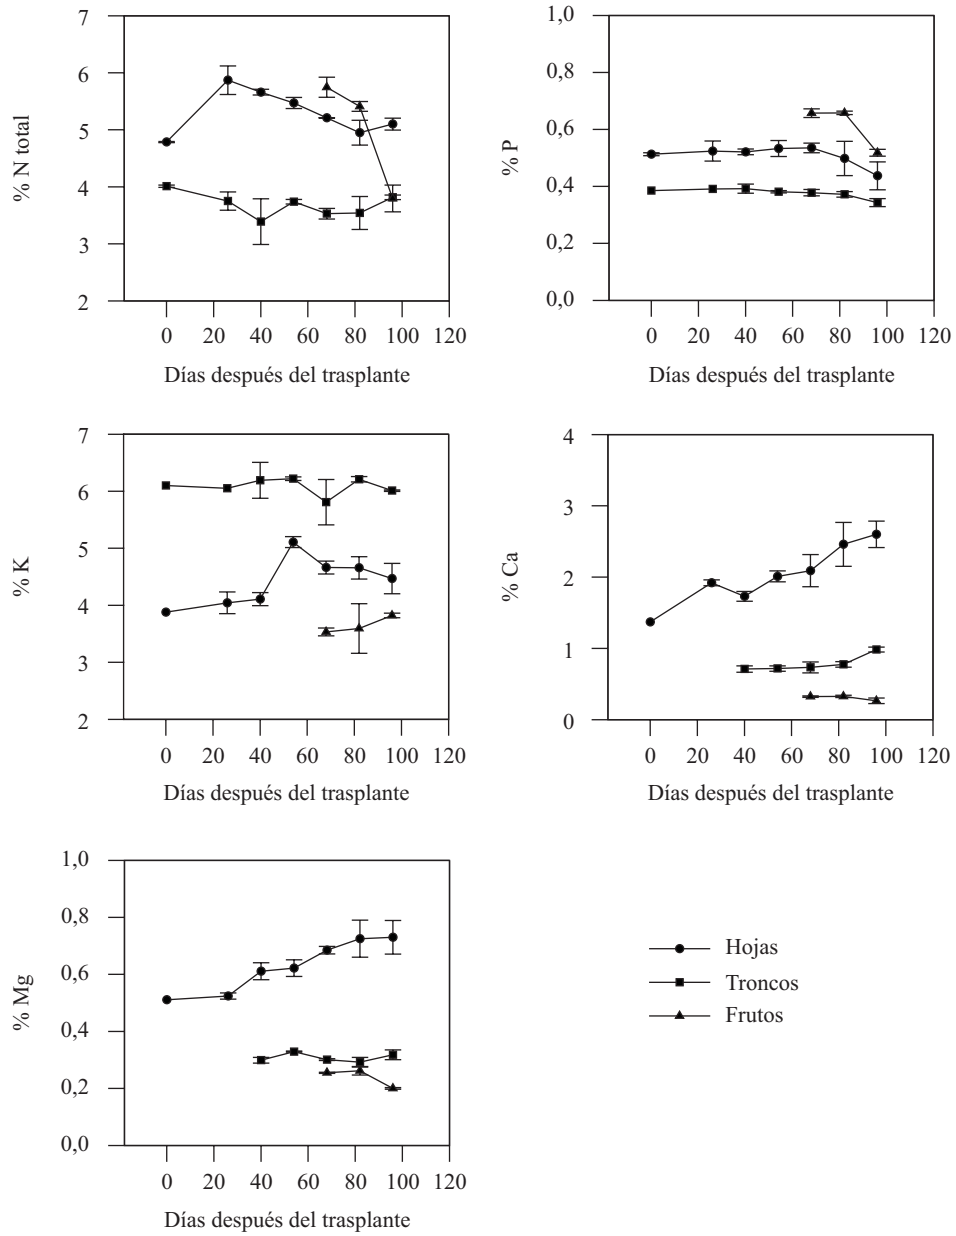 7
6
5
4
3
2
% N total
0 20 40 60 80 100 120
Días después del trasplante
1,0
0,8
0,6
0,4
0,2
0,0
% P
0 20 40 60 80 100 120
Días después del trasplante
7
6
5
4
3
2
% K
0 20 40 60 80 100 120
Días después del trasplante
4
3
2
1
0
% Ca
0 20 40 60 80 100 120
Días después del trasplante
1,0
0,8
0,6
0,4
0,2
0,0
% Mg
0 20 40 60 80 100 120
Días después del trasplante
Hojas
Troncos
Frutos